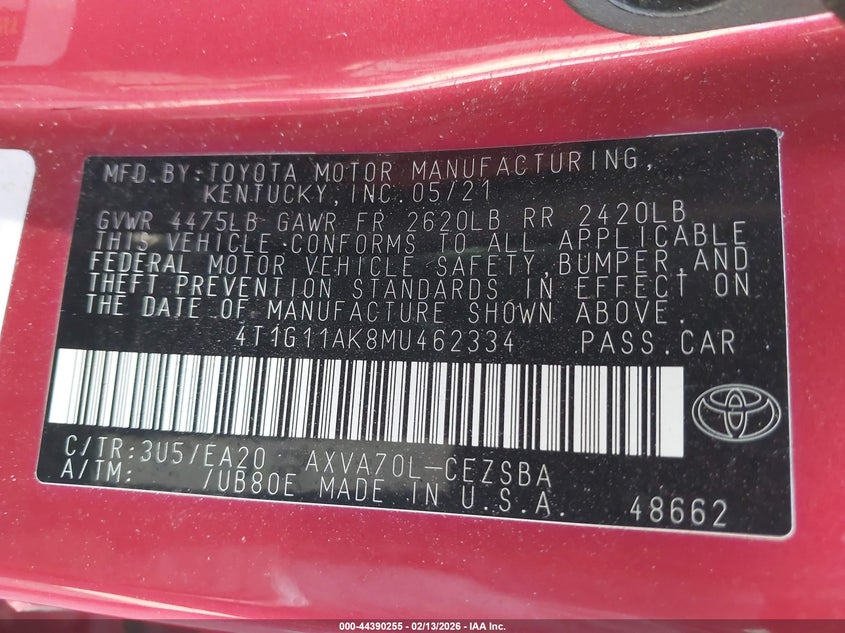 MFD.BY:TOYOTA MOTOR MANUFACTURING,
KENTUCKY,INC.05/21
GVWR 4475LB GAWR FR 2620LB RR 2420LB
THIS VEHICLE CONFORMS TO ALL APPLICABLE
FEDERAL MOTOR VEHICLE SAFETY,BUMPER,AND
THEFT PREVENTION STANDARDS IN EFFECT ON
THE DATE OF MANUFACTURE SHOWN ABOVE.
4T1G11AK8MU462334 PASS.CAR
C/TR:3U5/EA20 AXVA70L-CEZSBA
A/TM: /UB80E MADE IN U.S.A. 48662
000-44390255 - 02/13/2026 - IAA Inc.